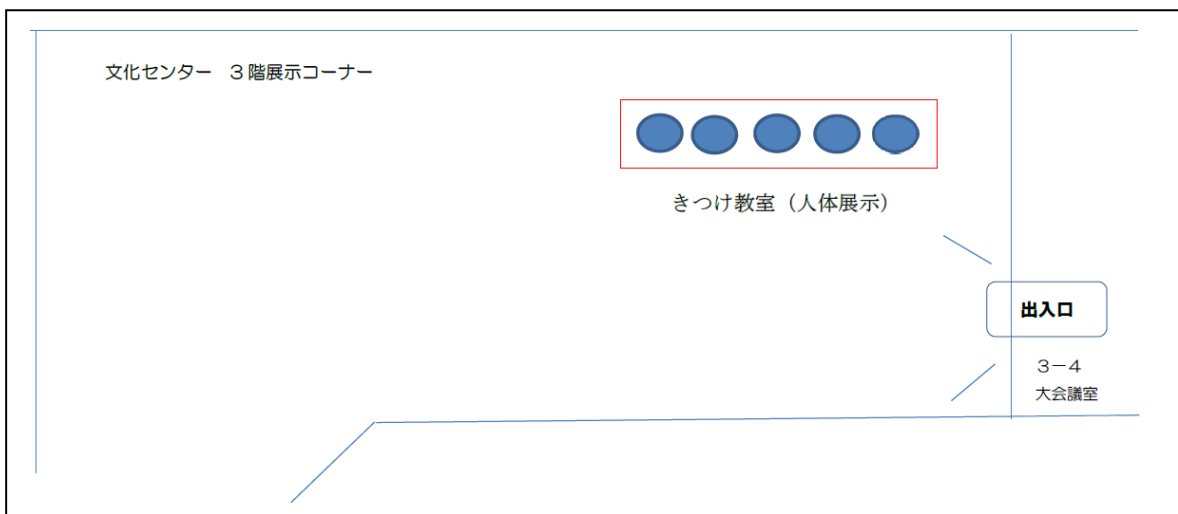 文化センター　３階展示コーナー
きつけ教室（人体展示）
出入口
３－４
大会議室